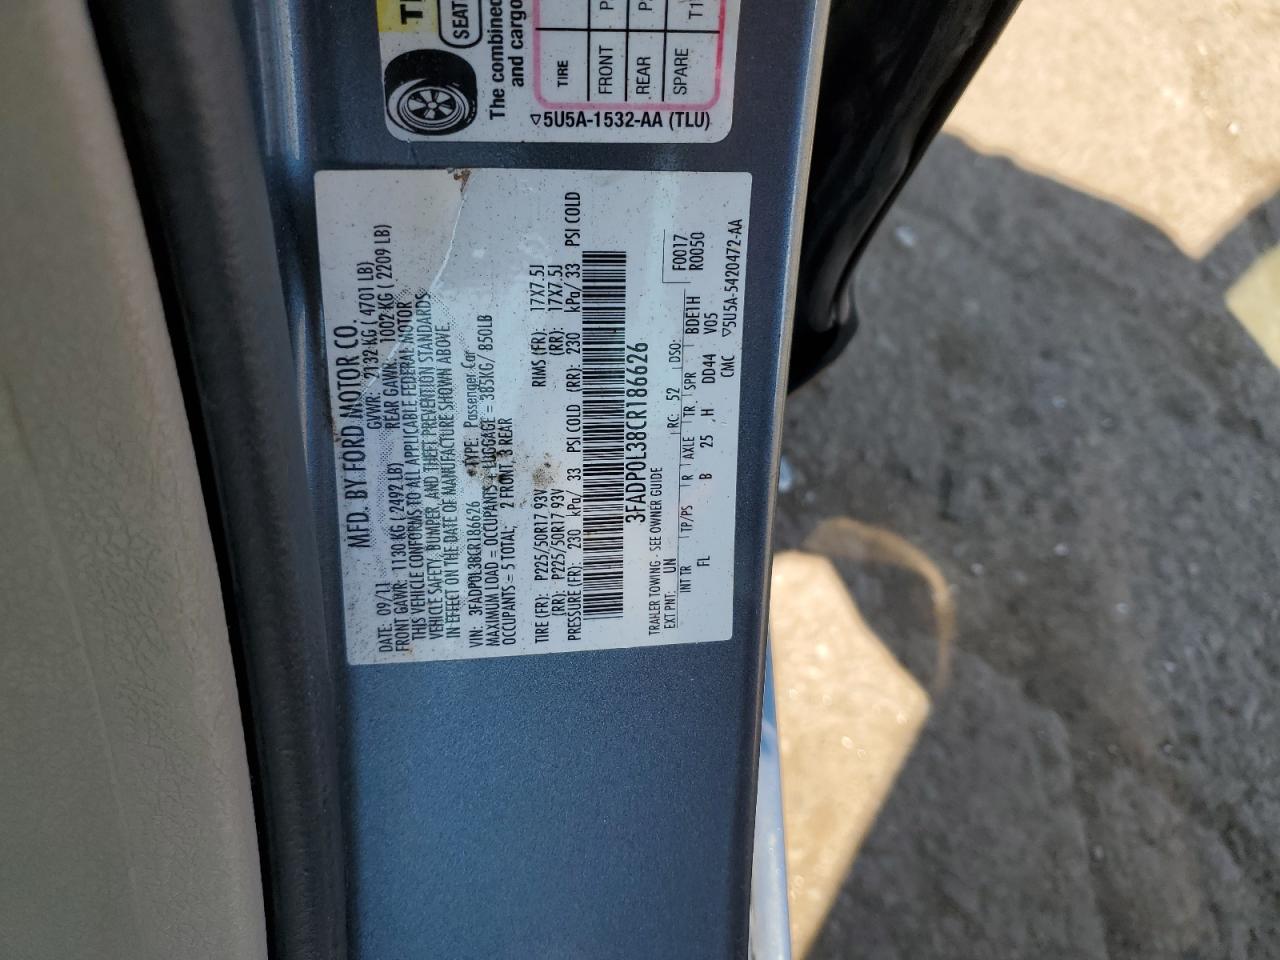 SEAT
The combined
and cargo
TIRE
FRONT P
REAR P
SPARE T1
▽5U5A-1532-AA (TLU)
MFD. BY FORD MOTOR CO.
DATE: 09/11 GVWR: 2132 KG ( 4701 LB)
FRONT GAWR: 1130 KG ( 2492 LB) REAR GAWR: 1002 KG ( 2209 LB)
THIS VEHICLE CONFORMS TO ALL APPLICABLE FEDERAL MOTOR
VEHICLE SAFETY, BUMPER, AND THEFT PREVENTION STANDARDS
IN EFFECT ON THE DATE OF MANUFACTURE SHOWN ABOVE.
VIN: 3FADP0L38CR186626 TYPE: Passenger Car
MAXIMUM LOAD = OCCUPANTS + LUGGAGE = 385KG/ 850LB
OCCUPANTS = 5 TOTAL: 2 FRONT 3 REAR
TIRE (FR): P225/50R17 93V RIMS (FR): 17X7.5J
(RR): P225/50R17 93V (RR): 17X7.5J
PRESSURE (FR): 230 kPa/ 33 PSI COLD (RR): 230 kPa/ 33 PSI COLD
3FADP0L38CR186626
TRAILER TOWING - SEE OWNER GUIDE F0017
EXT PNT: UN RC: 52 DSO: R0050
INT TR TP/PS R AXLE TR SPR BDE1H
FL B 25 H DD44 V05
CMC ▽5U5A-5420472-AA